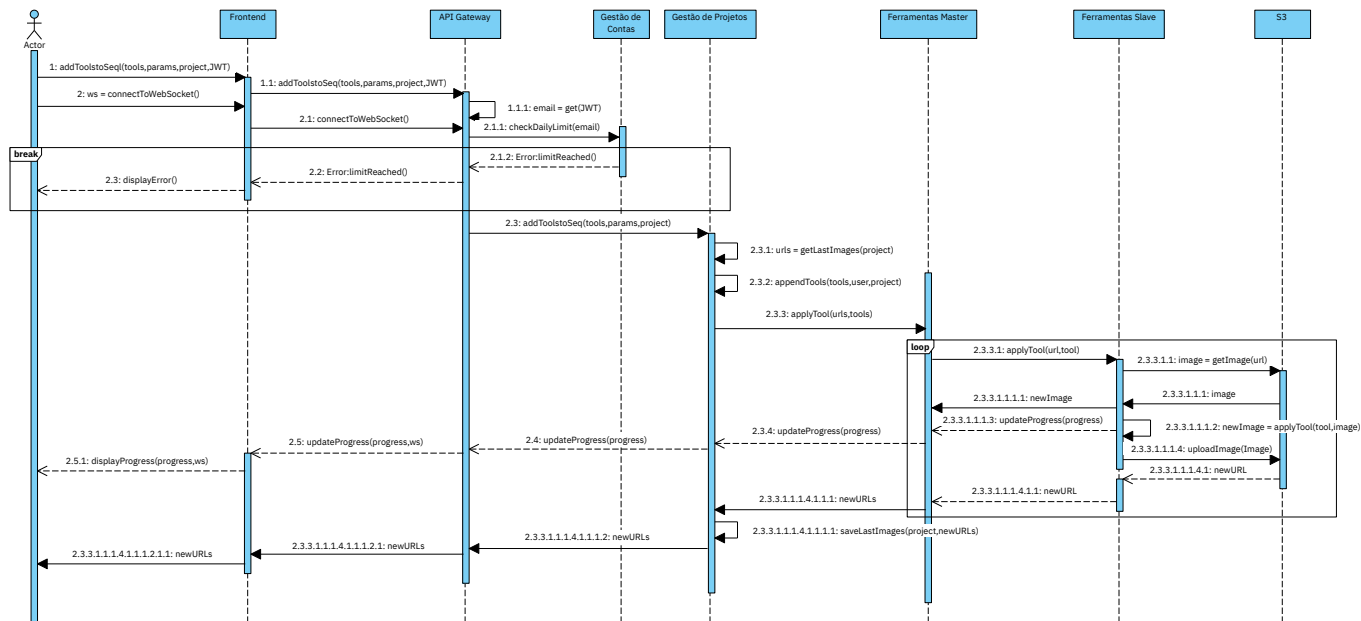 Actor
Frontend
API Gateway
Gestão de
Contas
Gestão de Projetos
Ferramentas Master
Ferramentas Slave
S3
1: addToolstoSeql(tools,params,project,JWT)
1.1: addToolstoSeq(tools,params,project,JWT)
2: ws = connectToWebSocket()
1.1.1: email = get(JWT)
2.1: connectToWebSocket()
2.1.1: checkDailyLimit(email)
break
2.1.2: Error:limitReached()
2.2: Error:limitReached()
2.3: displayError()
2.3: addToolstoSeq(tools,params,project)
2.3.1: urls = getLastImages(project)
2.3.2: appendTools(tools,user,project)
2.3.3: applyTool(urls,tools)
loop
2.3.3.1: applyTool(url,tool)
2.3.3.1.1: image = getImage(url)
2.3.3.1.1.1: image
2.3.3.1.1.1.1: newImage
2.3.3.1.1.1.3: updateProgress(progress)
2.3.3.1.1.1.2: newImage = applyTool(tool,image)
2.3.4: updateProgress(progress)
2.4: updateProgress(progress)
2.5: updateProgress(progress,ws)
2.5.1: displayProgress(progress,ws)
2.3.3.1.1.1.4: uploadImage(Image)
2.3.3.1.1.1.4.1: newURL
2.3.3.1.1.1.4.1.1: newURL
2.3.3.1.1.1.4.1.1.1: newURLs
2.3.3.1.1.1.4.1.1.1.1: saveLastImages(project,newURLs)
2.3.3.1.1.1.4.1.1.1.2: newURLs
2.3.3.1.1.1.4.1.1.1.2.1: newURLs
2.3.3.1.1.1.4.1.1.1.2.1.1: newURLs